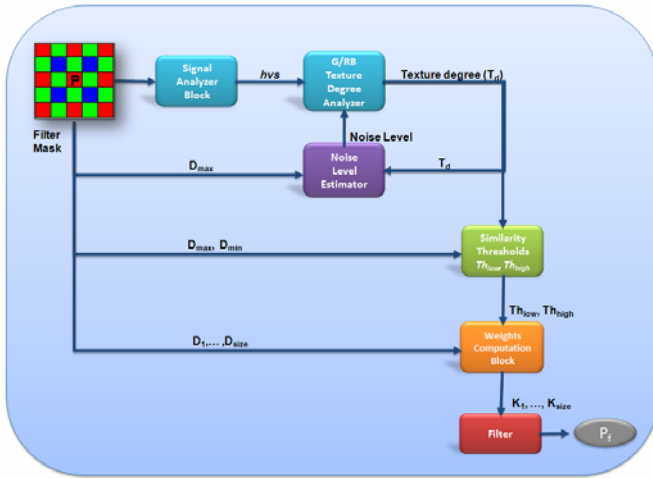 P
Filter
Mask
Signal
Analyzer
Block
hvs
G/RB
Texture
Degree
Analyzer
Texture degree (Td)
Noise Level
Dmax
Noise
Level
Estimator
Td
Dmax, Dmin
Similarity
Thresholds
Thlow, Thhigh
Thlow, Thhigh
D1,…,Dsize
Weights
Computation
Block
K1, …, Ksize
Filter
Pf